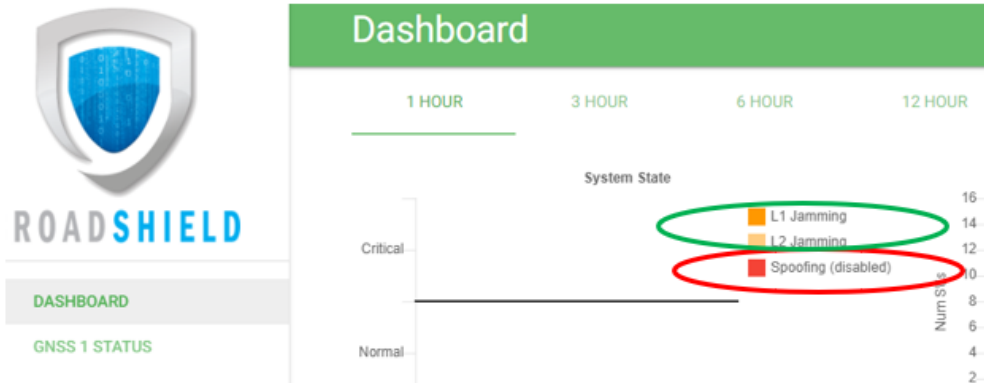 ROADSHIELD
DASHBOARD
GNSS 1 STATUS
Dashboard
1 HOUR
3 HOUR
6 HOUR
12 HOUR
System State
Critical
Normal
L1 Jamming
L2 Jamming
Spoofing (disabled)
16
14
12
10
8
6
4
2